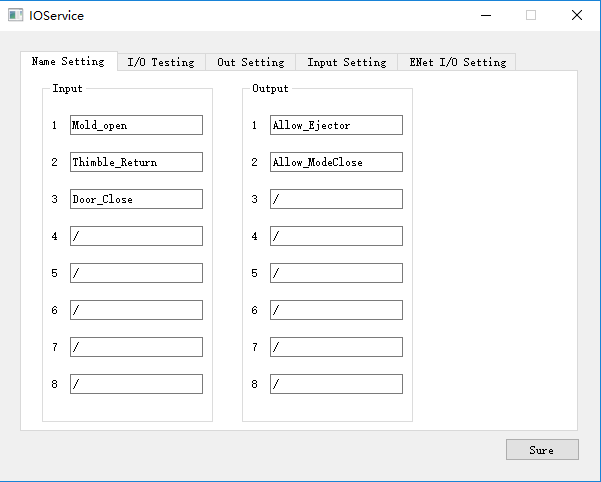 IOService
Name Setting I/O Testing Out Setting Input Setting ENet I/O Setting
Input Output
1 Mold_open 1 Allow_Ejector
2 Thimble_Return 2 Allow_ModeClose
3 Door_Close 3 /
4 / 4 /
5 / 5 /
6 / 6 /
7 / 7 /
8 / 8 /
Sure